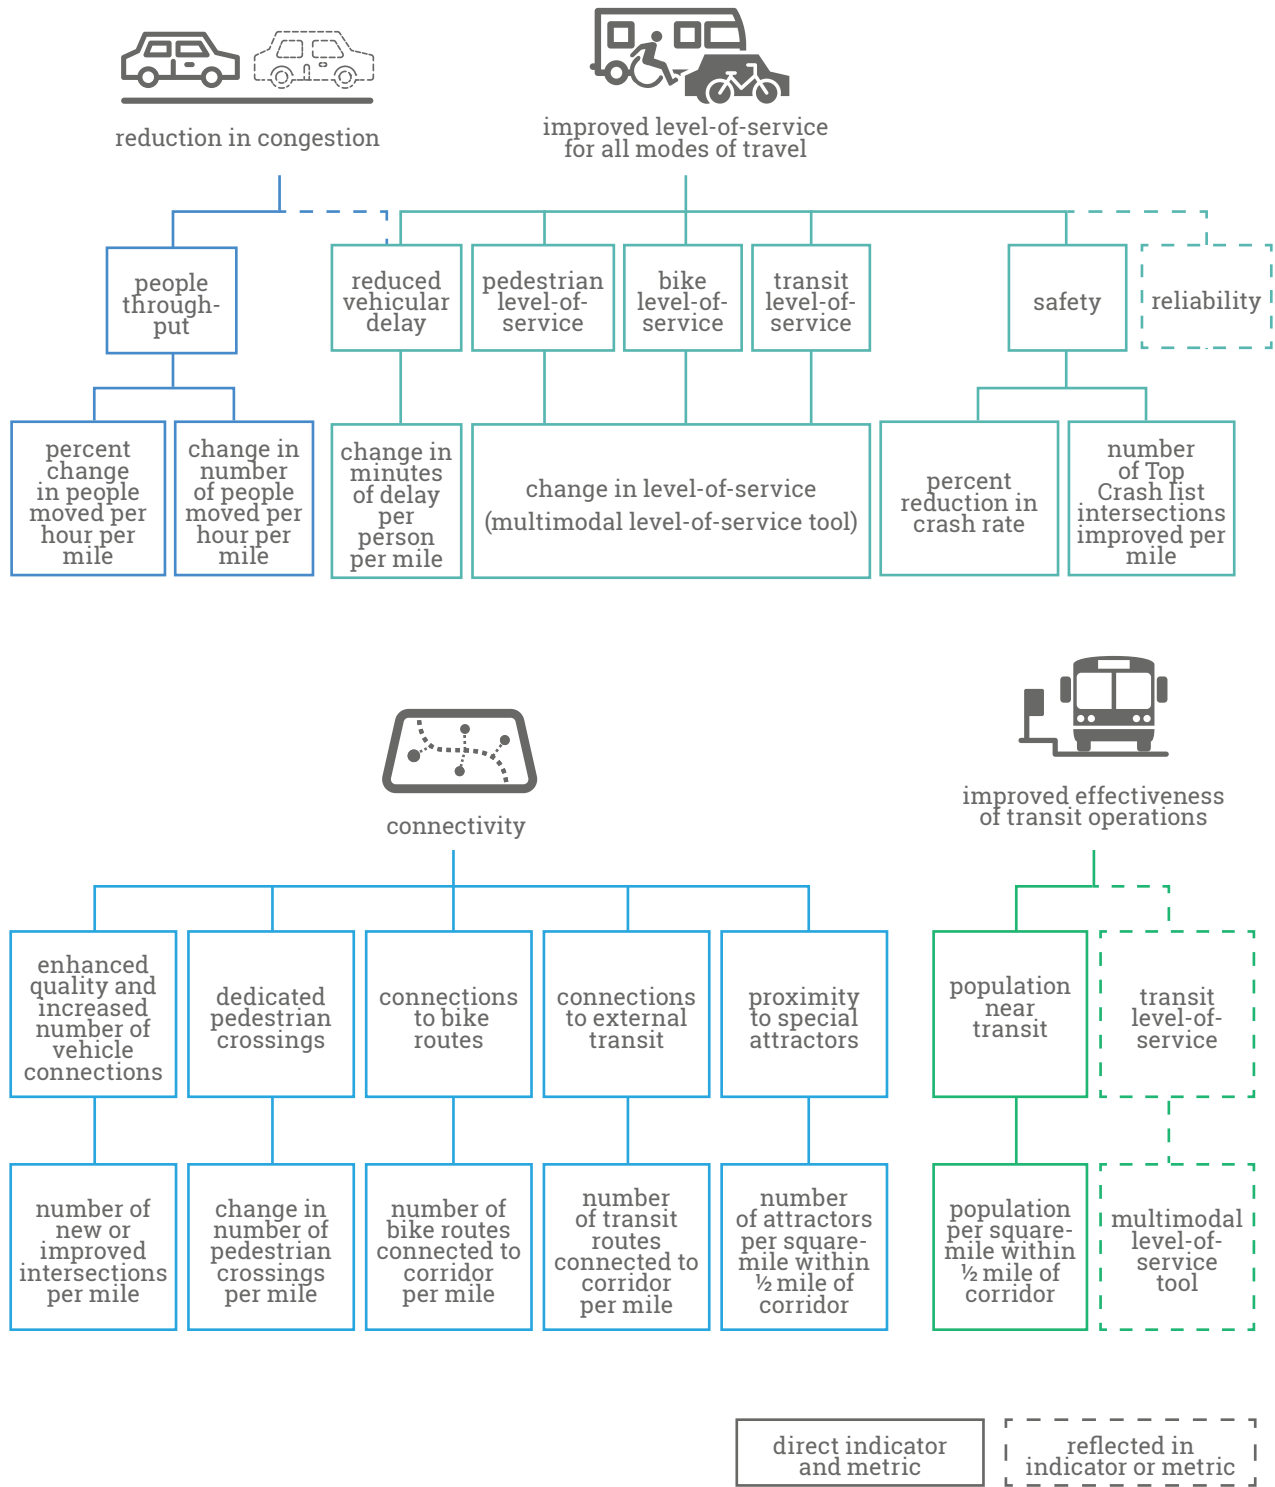 reduction in congestion
improved level-of-service
for all modes of travel
people
through-
put
reduced
vehicular
delay
pedestrian
level-of-
service
bike
level-of-
service
transit
level-of-
service
safety
reliability
percent
change
in people
moved per
hour per
mile
change in
number
of people
moved per
hour per
mile
change in
minutes
of delay
per
person
per mile
change in level-of-service
(multimodal level-of-service tool)
percent
reduction in
crash rate
number
of Top
Crash list
intersections
improved per
mile
connectivity
improved effectiveness
of transit operations
enhanced
quality and
increased
number of
vehicle
connections
dedicated
pedestrian
crossings
connections
to bike
routes
connections
to external
transit
proximity
to special
attractors
population
near
transit
transit
level-of-
service
number of
new or
improved
intersections
per mile
change in
number of
pedestrian
crossings
per mile
number of
bike routes
connected to
corridor
per mile
number
of transit
routes
connected to
corridor
per mile
number
of attractors
per square-
mile within
½ mile of
corridor
population
per square-
mile within
½ mile of
corridor
multimodal
level-of-
service
tool
direct indicator
and metric
reflected in
indicator or metric